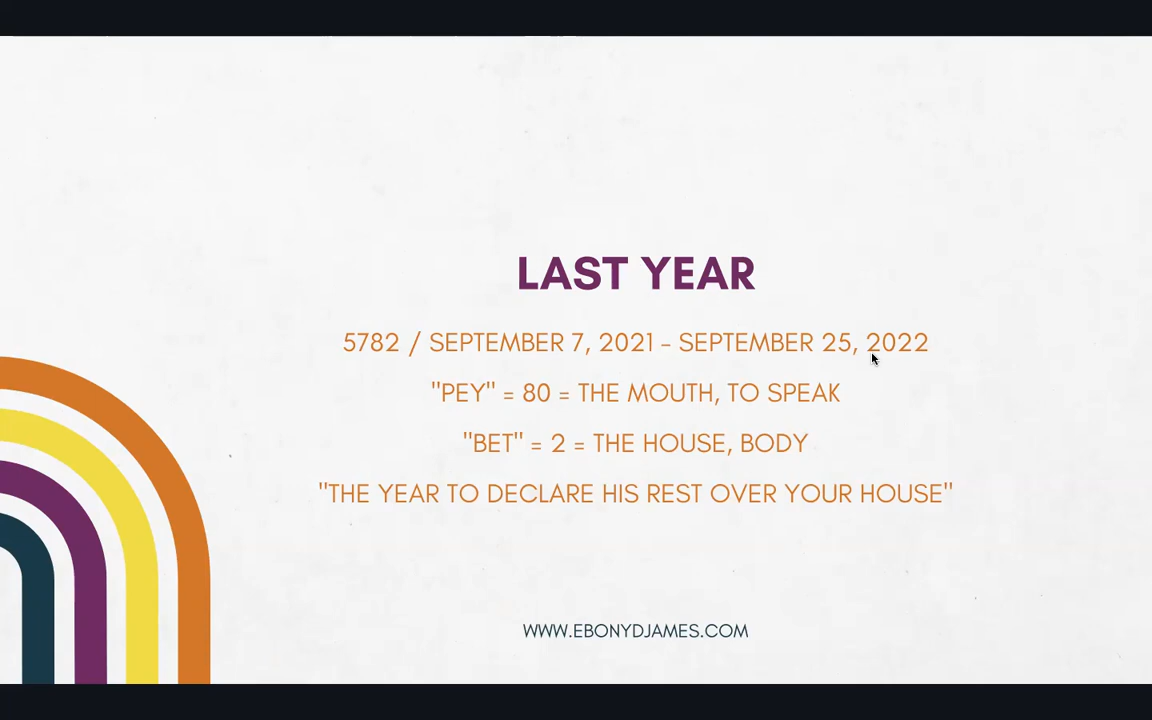 LAST YEAR
5782 / SEPTEMBER 7, 2021 - SEPTEMBER 25, 2022
"PEY" = 80 = THE MOUTH, TO SPEAK
"BET" = 2 = THE HOUSE, BODY
"THE YEAR TO DECLARE HIS REST OVER YOUR HOUSE"
WWW.EBONYDJAMES.COM